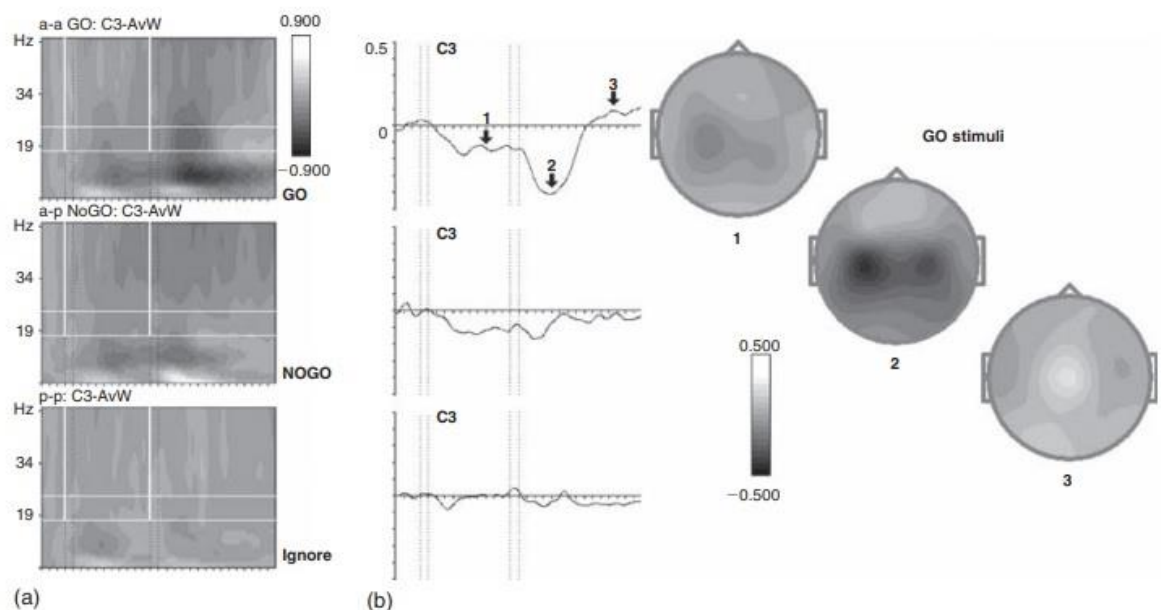 a-a GO: C3-AvW
0.900
Hz
34
19
−0.900
GO
a-p NoGO: C3-AvW
Hz
34
19
NOGO
p-p: C3-AvW
Hz
34
19
Ignore
(a)
0.5
C3
0
1
2
3
C3
C3
(b)
GO stimuli
1
2
3
0.500
−0.500